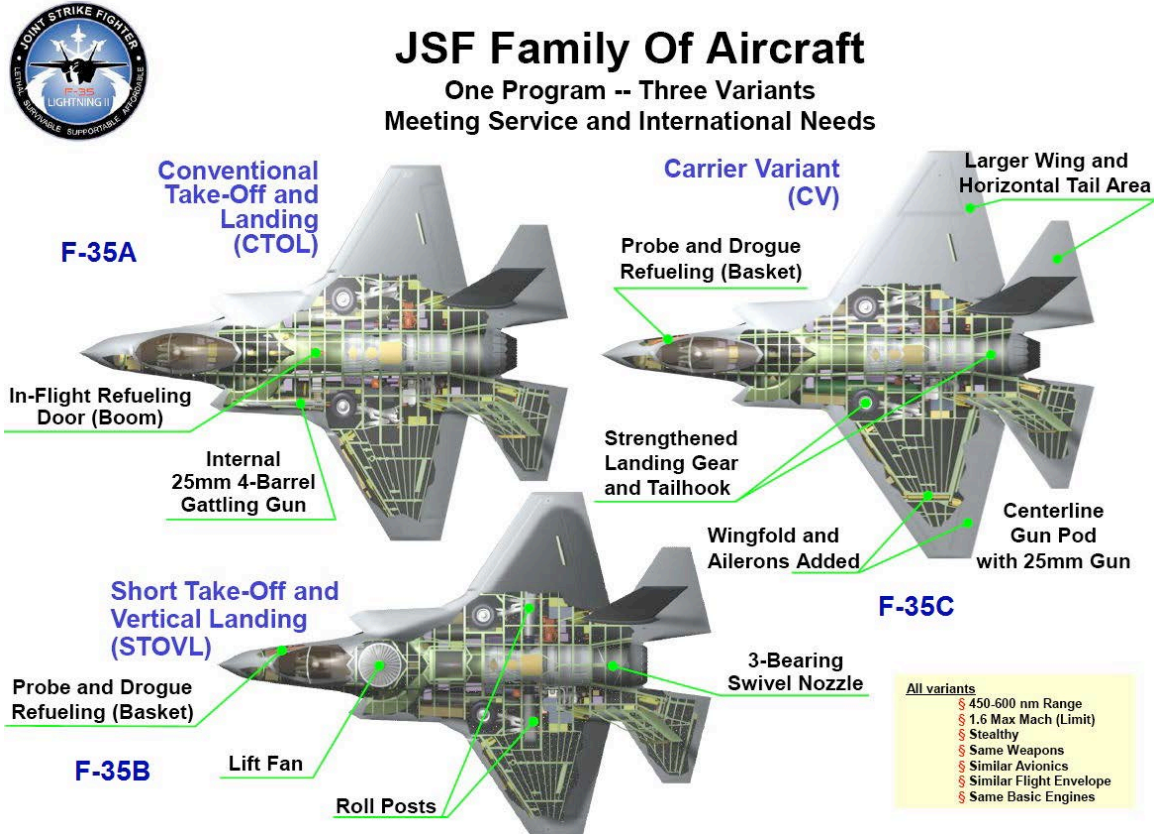 JOINT STRIKE FIGHTER
F-35
LIGHTNING II
LETHAL SURVIVABLE SUPPORTABLE AFFORDABLE
JSF Family Of Aircraft
One Program -- Three Variants
Meeting Service and International Needs
Conventional
Take-Off and
Landing
(CTOL)
F-35A
In-Flight Refueling
Door (Boom)
Internal
25mm 4-Barrel
Gattling Gun
Carrier Variant
(CV)
Larger Wing and
Horizontal Tail Area
Probe and Drogue
Refueling (Basket)
Strengthened
Landing Gear
and Tailhook
Wingfold and
Ailerons Added
Centerline
Gun Pod
with 25mm Gun
F-35C
Short Take-Off and
Vertical Landing
(STOVL)
Probe and Drogue
Refueling (Basket)
F-35B
Lift Fan
Roll Posts
3-Bearing
Swivel Nozzle
All variants
§ 450-600 nm Range
§ 1.6 Max Mach (Limit)
§ Stealthy
§ Same Weapons
§ Similar Avionics
§ Similar Flight Envelope
§ Same Basic Engines